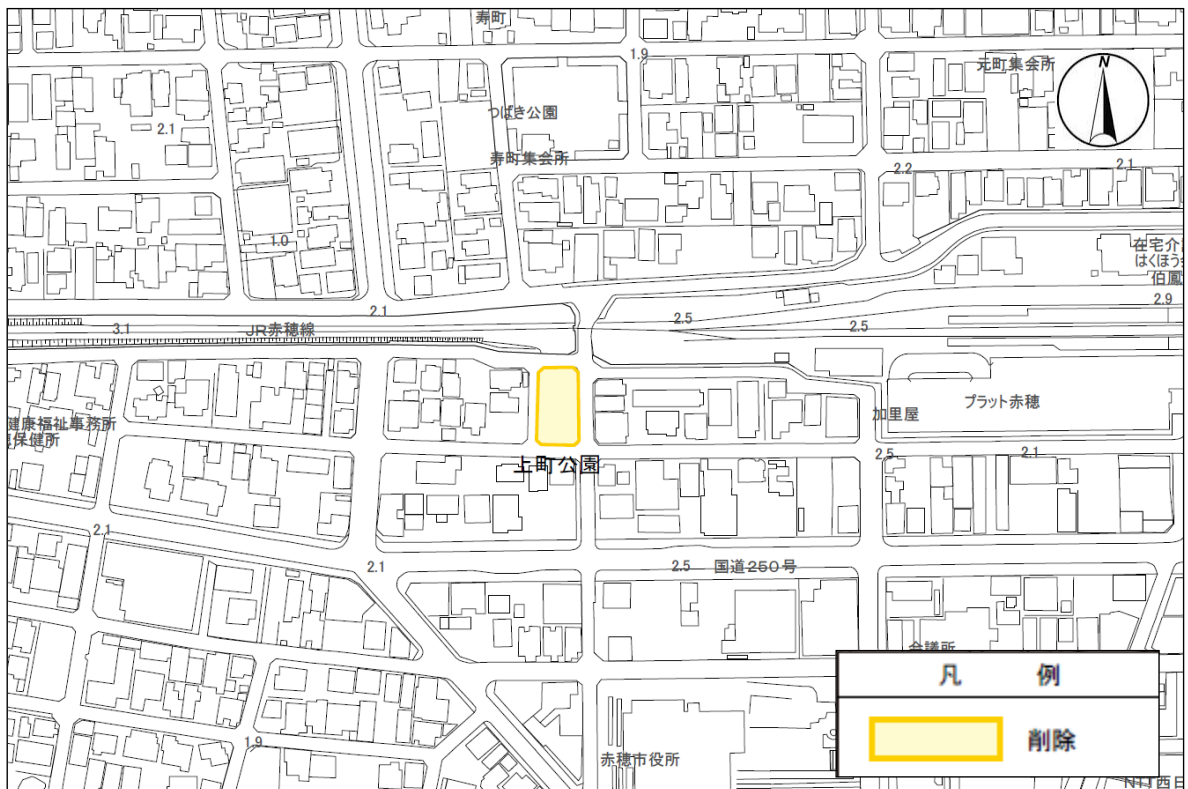 寿町
1.9
元町集会所
N
つばき公園
2.1
寿町集会所
2.2
2.1
1.0
在宅介
はくほう
伯鳳
2.1
2.9
3.1
JR赤穂線
2.5
2.5
健康福祉事務所
保健所
プラット赤穂
加里屋
上町公園
2.5
2.1
2.1
2.1
2.5
国道250号
会議所
凡 例
削除
1.9
赤穂市役所
NTT西日